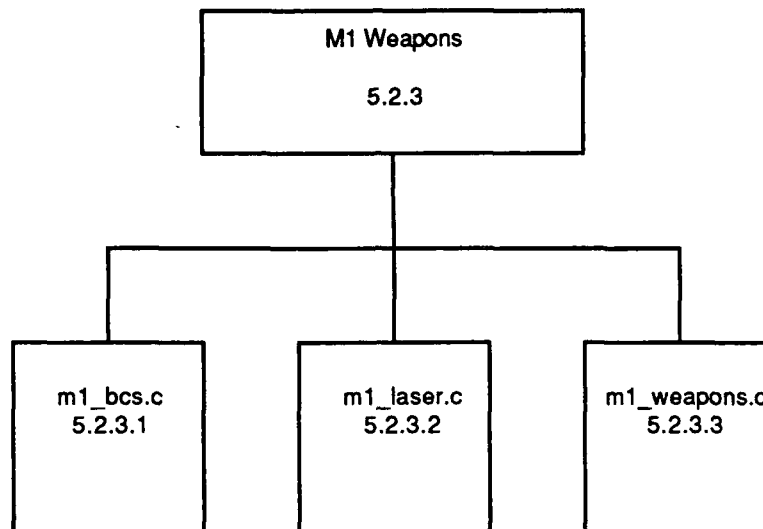 M1 Weapons
5.2.3
m1_bcs.c
5.2.3.1
m1_laser.c
5.2.3.2
m1_weapons.c
5.2.3.3